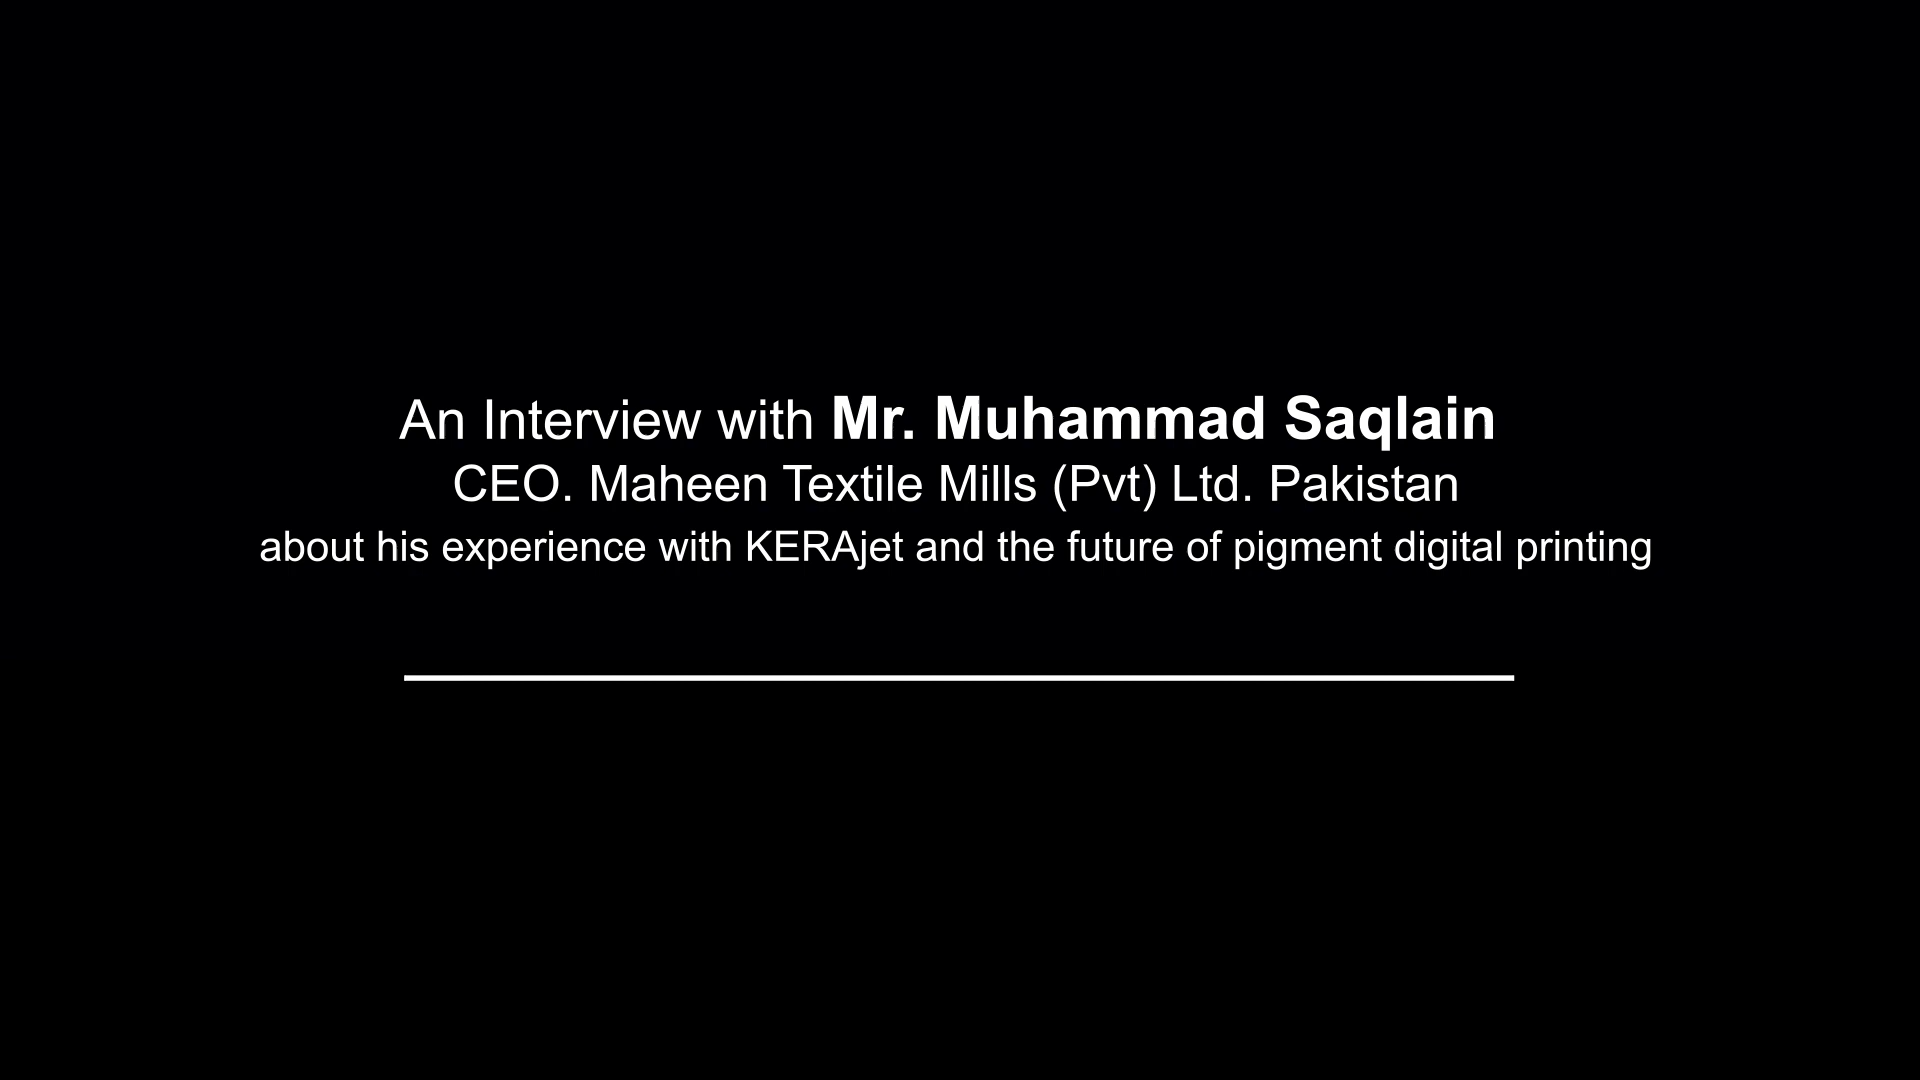 An Interview with Mr. Muhammad Saqlain
CEO. Maheen Textile Mills (Pvt) Ltd. Pakistan
about his experience with KERAjet and the future of pigment digital printing